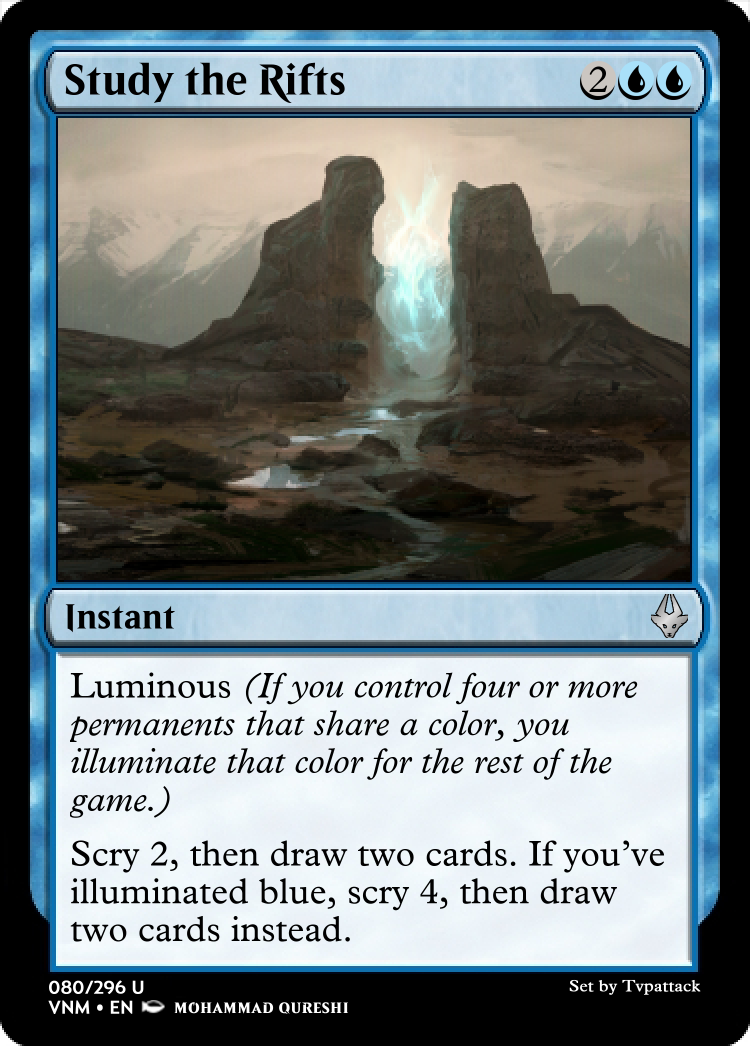 Study the Rifts 2
Instant
Luminous (If you control four or more
permanents that share a color, you
illuminate that color for the rest of the
game.)
Scry 2, then draw two cards. If you've
illuminated blue, scry 4, then draw
two cards instead.
080/296 U
Set by Tvpattack
VNM • EN MOHAMMAD QURESHI